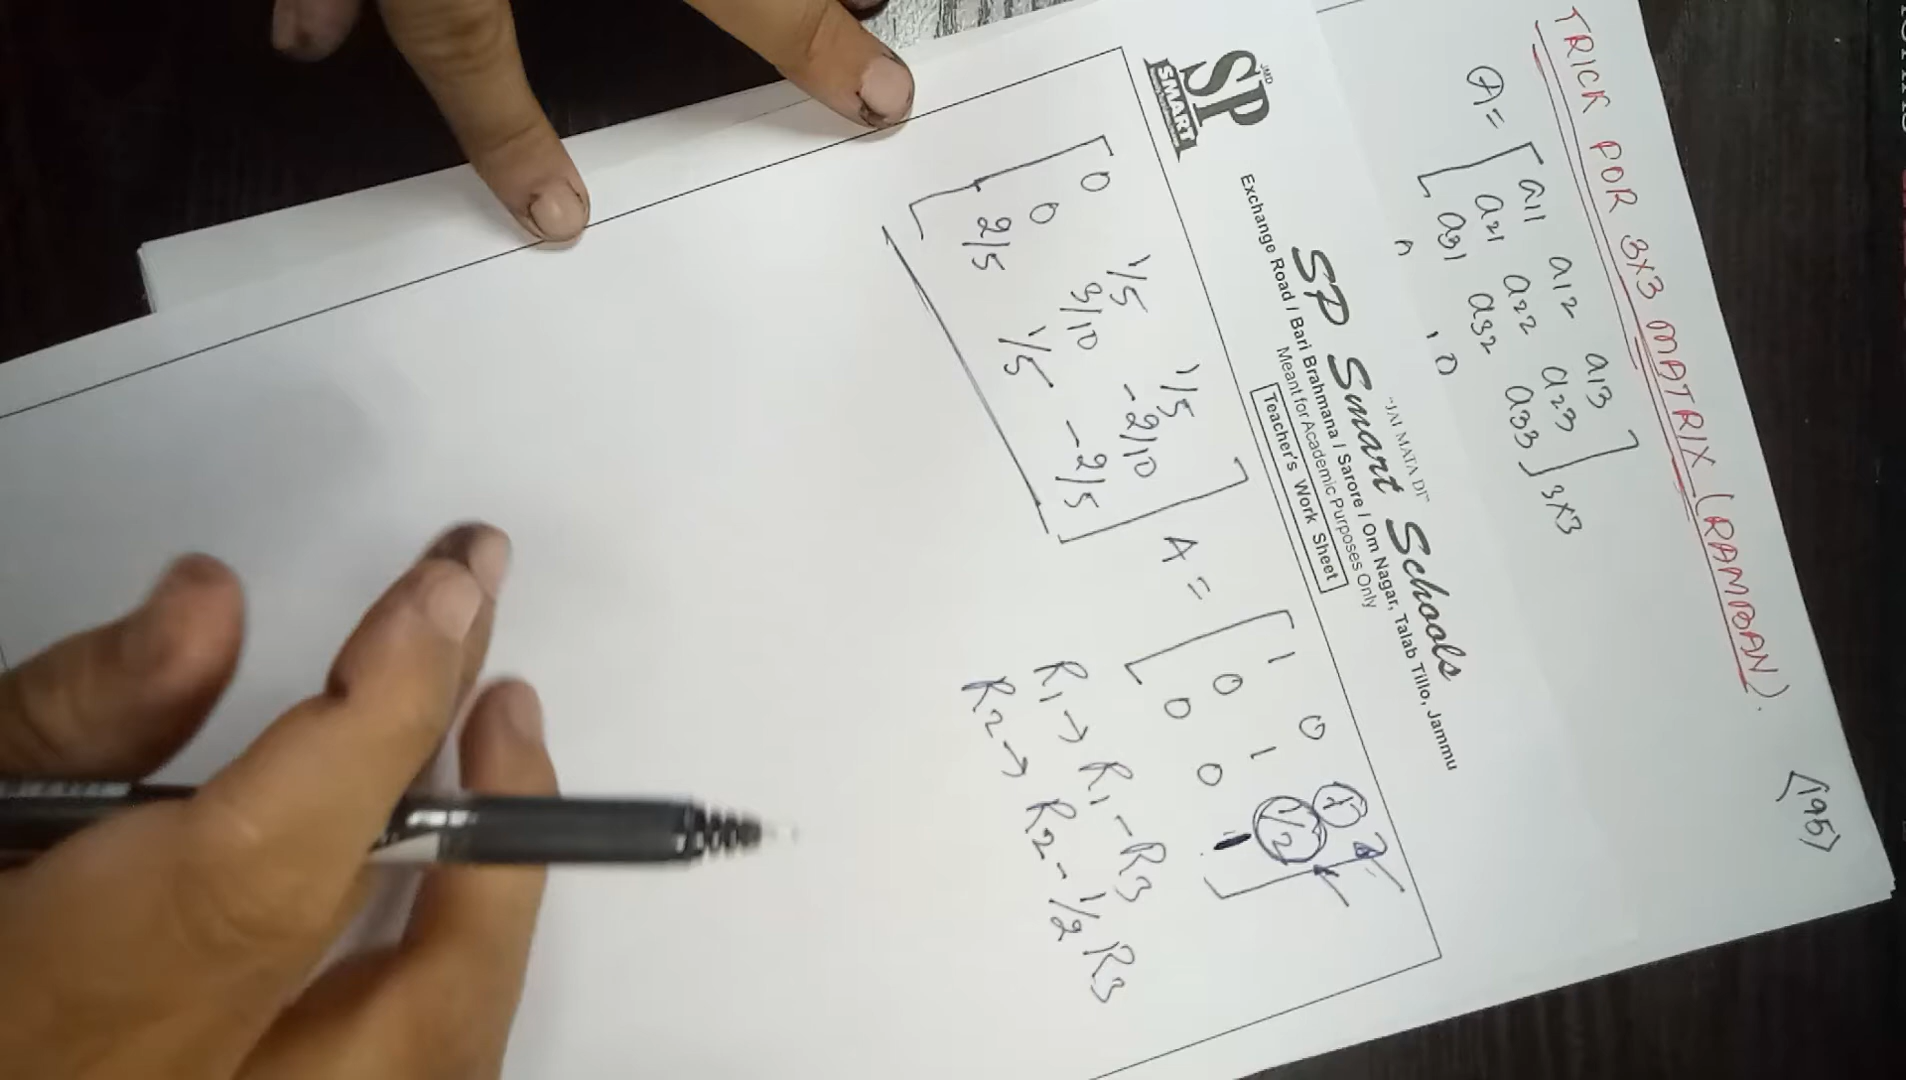 TRICK FOR 3X3 MATRIX (RAMPDAN).
<195>
A = [ a11 a12 a13
a21 a22 a23
a31 a32 a33 ] 3X3
"JAI MATA DI"
JMD
SP
SMART
SP Smart Schools
Exchange Road / Bari Brahmana / Sarore / Om Nagar, Talab Tillo, Jammu
Meant for Academic Purposes Only
Teacher's Work Sheet
[ 0 1/5 1/5
0 3/10 -2/10
2/5 1/5 -2/5 ] A = [ 1 0 1
0 1 1/2
0 0 1 ]
R1 → R1 - R3
R2 → R2 - 1/2 R3